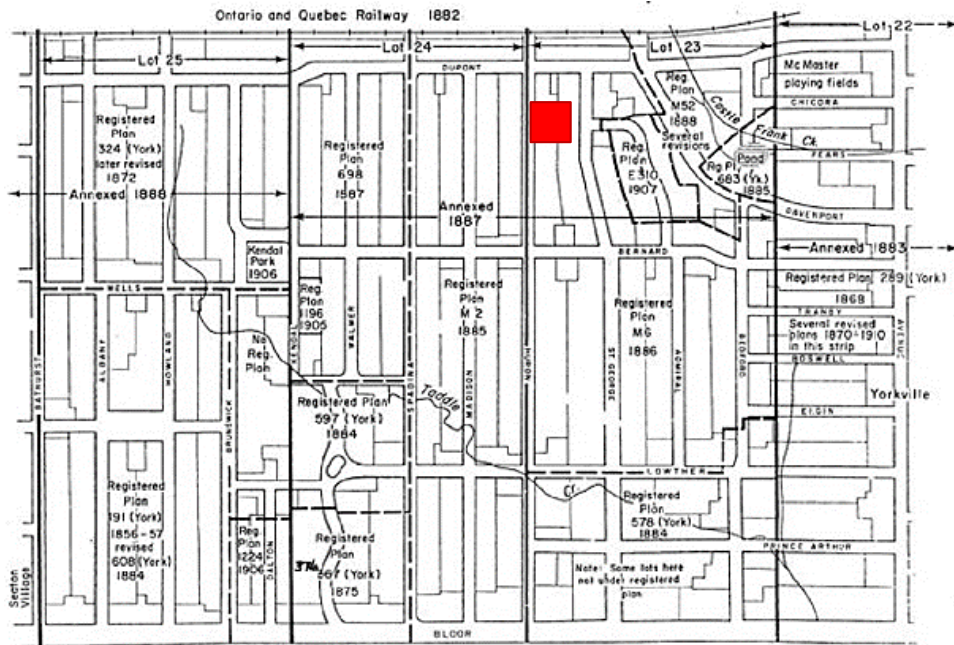 Ontario and Quebec Railway 1882
Lot 25
Lot 24
Lot 23
Lot 22
DUPONT
Mc Master
playing fields
CHICORA
Castle
Frank Ck.
Reg.
Plan
M52
1888
Several
revisions
Pond
PEARS
Rg. Pl.
683 (Yk.)
1885
DAVENPORT
Registered
Plan
324 (York)
later revised
1872
Annexed 1888
Registered
Plan
698
1587
Annexed
1887
Reg.
Plan
E310
1907
BERNARD
Annexed 1883
Kendal
Park
1906
WELLS
Registered Plan 289 (York)
1868
TRANBY
Several revised
plans 1870-1910
in this strip
BOSWELL
AVENUE
Yorkville
ELGIN
Reg.
Plan
1196
1905
WALMER
Registered
Plan
M 2
1885
Registered
Plan
M6
1886
BATHURST
ALBANY
HOWLAND
No
Reg.
Plan
BRUNSWICK
KENDAL
SPADINA
MADISON
HURON
ST GEORGE
ADMIRAL
BEDFORD
Taddle
Cr.
Registered Plan
597 (York)
1884
LOWTHER
Registered
Plan
191 (York)
1856-57
revised
608 (York)
1884
Reg.
Plan
1224
1906
DALTON
Registered
Plan
(York)
1875
Registered
Plan
578 (York)
1884
PRINCE ARTHUR
Note: Some lots here
not under registered
plan
Seaton
Village
BLOOR